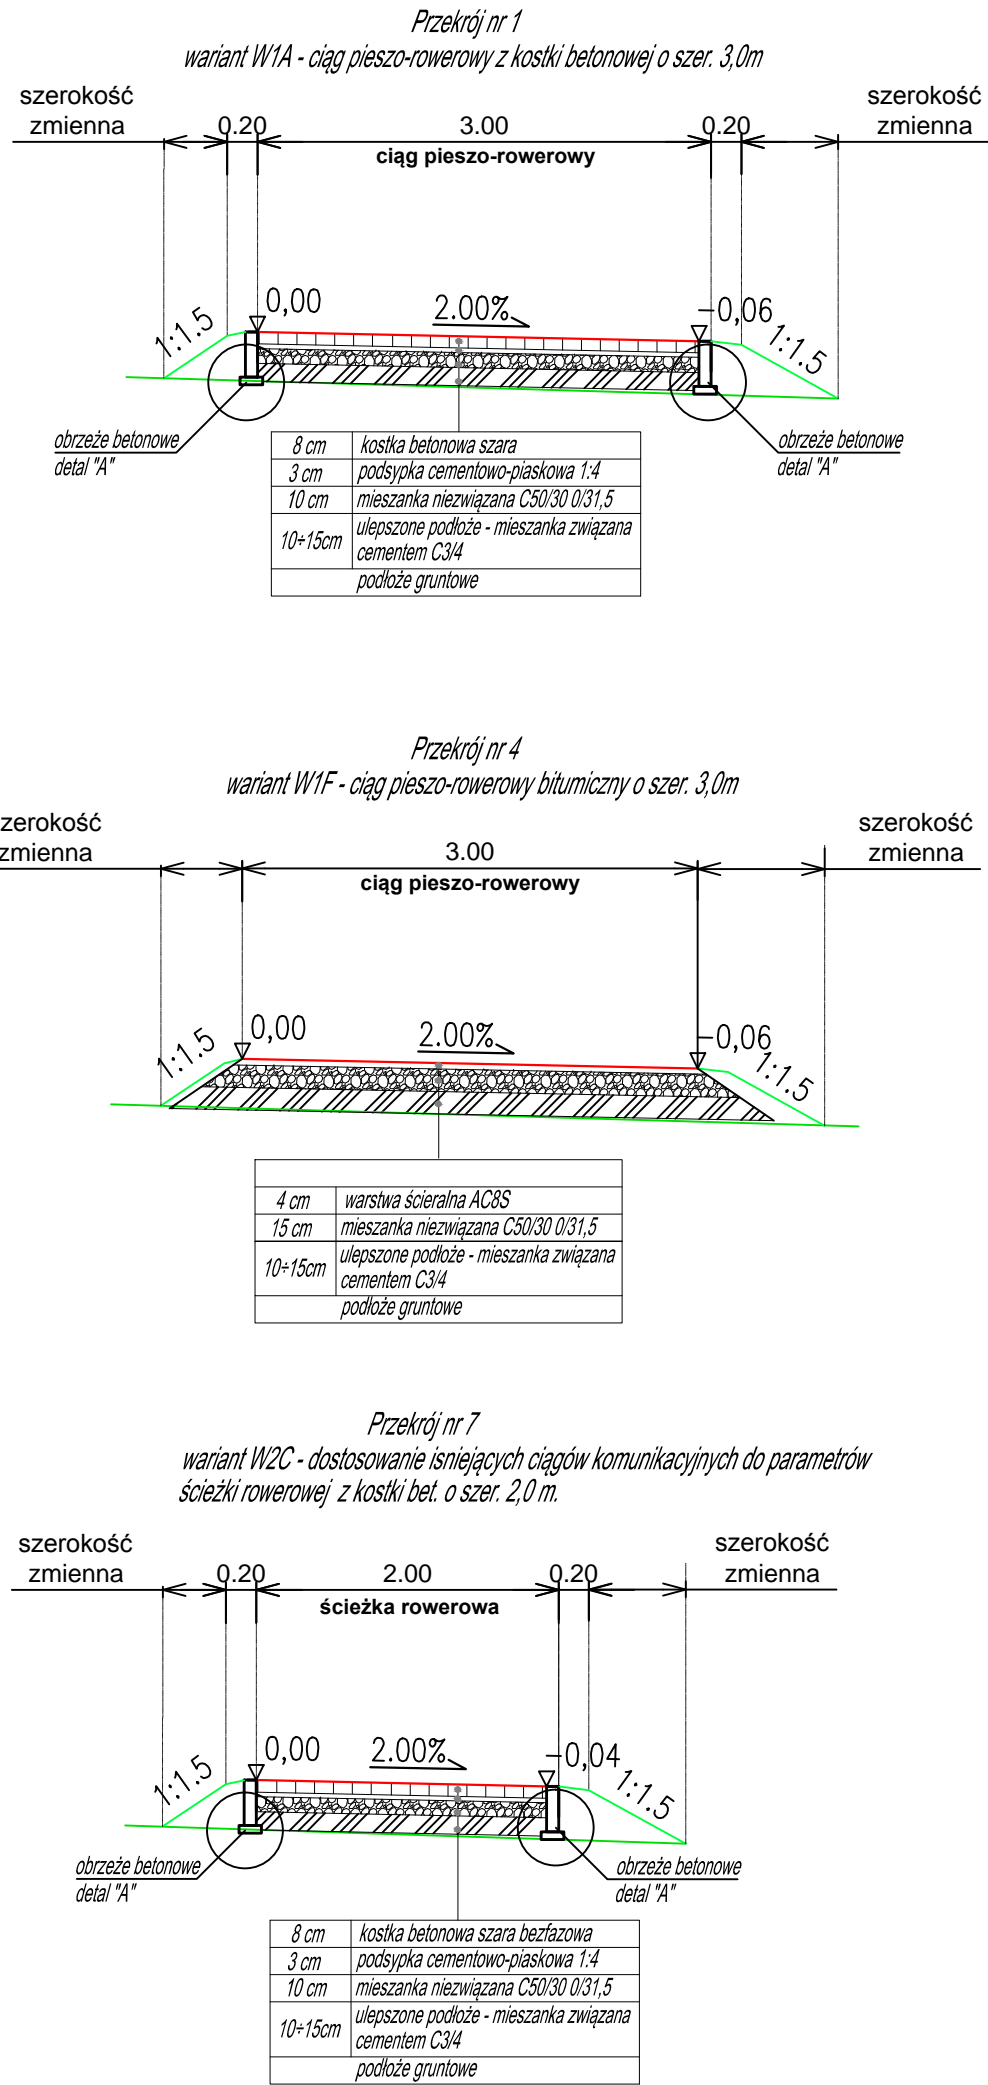 Przekrój nr 1
wariant W1A - ciąg pieszo-rowerowy z kostki betonowej o szer. 3,0m
szerokość
zmienna
0.20
3.00
0.20
szerokość
zmienna
ciąg pieszo-rowerowy
1:1.5
0,00
2.00%
-0,06
1:1.5
obrzeże betonowe
detal "A"
obrzeże betonowe
detal "A"
8 cm kostka betonowa szara
3 cm podsypka cementowo-piaskowa 1:4
10 cm mieszanka niezwiązana C50/30 0/31,5
10÷15cm ulepszone podłoże - mieszanka związana
cementem C3/4
podłoże gruntowe
Przekrój nr 4
wariant W1F - ciąg pieszo-rowerowy bitumiczny o szer. 3,0m
zerokość
zmienna
3.00
szerokość
zmienna
ciąg pieszo-rowerowy
1:1.5
0,00
2.00%
-0,06
1:1.5
4 cm warstwa ścieralna AC8S
15 cm mieszanka niezwiązana C50/30 0/31,5
10÷15cm ulepszone podłoże - mieszanka związana
cementem C3/4
podłoże gruntowe
Przekrój nr 7
wariant W2C - dostosowanie isniejących ciągów komunikacyjnych do parametrów
ścieżki rowerowej z kostki bet. o szer. 2,0 m.
szerokość
zmienna
0.20
2.00
0.20
szerokość
zmienna
ścieżka rowerowa
1:1.5
0,00
2.00%
-0,04
1:1.5
obrzeże betonowe
detal "A"
obrzeże betonowe
detal "A"
8 cm kostka betonowa szara bezfazowa
3 cm podsypka cementowo-piaskowa 1:4
10 cm mieszanka niezwiązana C50/30 0/31,5
10÷15cm ulepszone podłoże - mieszanka związana
cementem C3/4
podłoże gruntowe